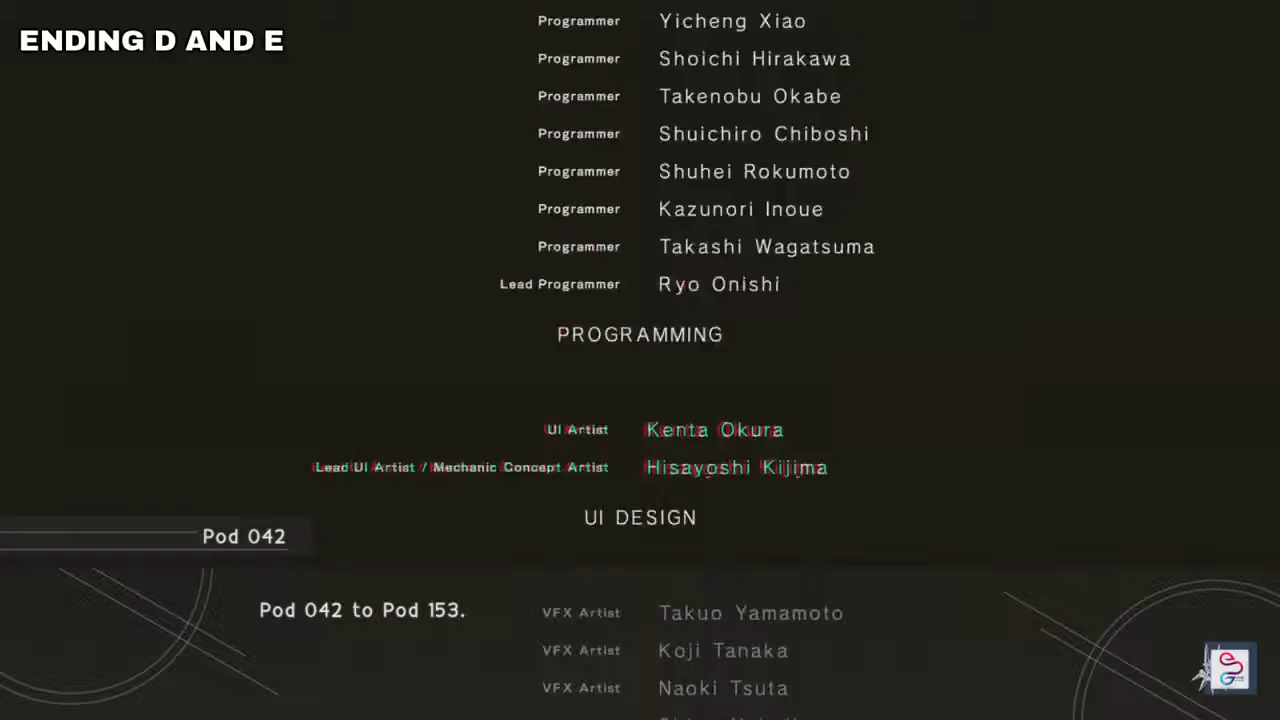 Programmer Yicheng Xiao
ENDING D AND E
Programmer Shoichi Hirakawa
Programmer Takenobu Okabe
Programmer Shuichiro Chiboshi
Programmer Shuhei Rokumoto
Programmer Kazunori Inoue
Programmer Takashi Wagatsuma
Lead Programmer Ryo Onishi
PROGRAMMING
UI Artist Kenta Okura
Lead UI Artist / Mechanic Concept Artist Hisayoshi Kijima
UI DESIGN
Pod 042
Pod 042 to Pod 153.
VFX Artist Takuo Yamamoto
VFX Artist Koji Tanaka
VFX Artist Naoki Tsuta